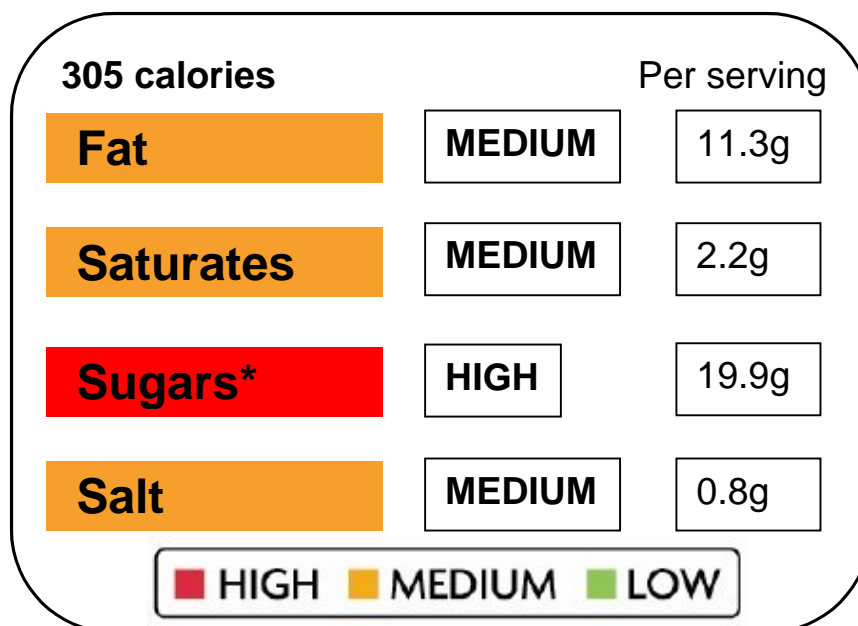 305 calories Per serving
Fat MEDIUM 11.3g
Saturates MEDIUM 2.2g
Sugars* HIGH 19.9g
Salt MEDIUM 0.8g
HIGH MEDIUM LOW